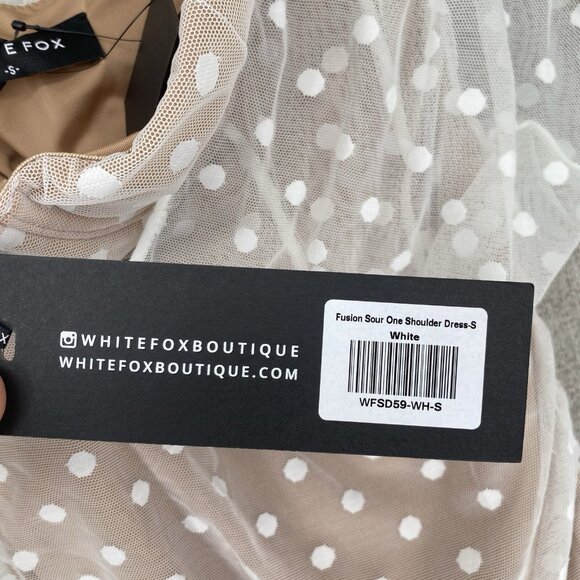 E FOX
-S-
WHITEFOXBOUTIQUE
WHITEFOXBOUTIQUE.COM
Fusion Sour One Shoulder Dress-S
White
WFSD59-WH-S
X